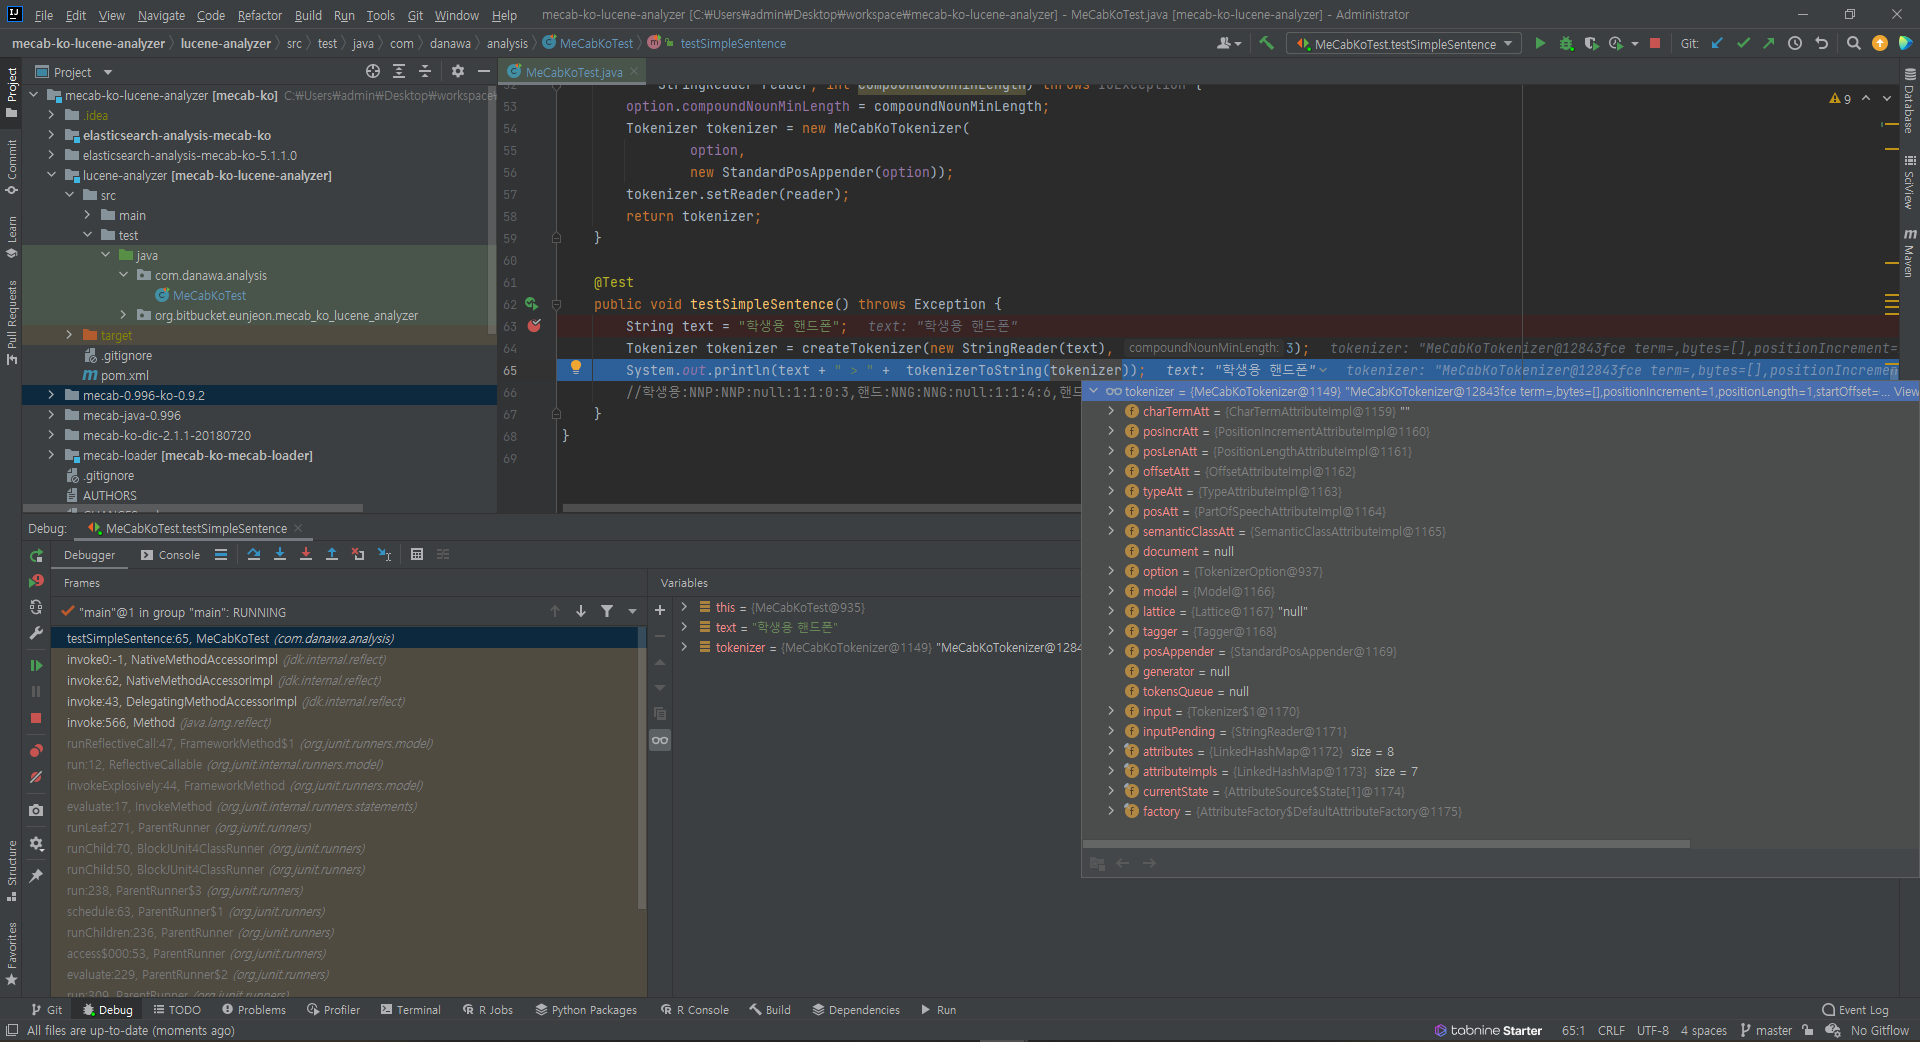 File Edit View Navigate Code Refactor Build Run Tools Git Window Help mecab-ko-lucene-analyzer [C:₩Users₩admin₩Desktop₩workspace₩mecab-ko-lucene-analyzer] - MeCabKoTest.java [mecab-ko-lucene-analyzer] - Administrator
mecab-ko-lucene-analyzer lucene-analyzer src test java com danawa analysis MeCabKoTest testSimpleSentence MeCabKoTest.testSimpleSentence Git:
Project
Commit
Learn
Pull Requests
Structure
Favorites
Project
mecab-ko-lucene-analyzer [mecab-ko] C:₩Users₩admin₩Desktop₩workspace₩
.idea
elasticsearch-analysis-mecab-ko
elasticsearch-analysis-mecab-ko-5.1.1.0
lucene-analyzer [mecab-ko-lucene-analyzer]
src
main
test
java
com.danawa.analysis
MeCabKoTest
org.bitbucket.eunjeon.mecab_ko_lucene_analyzer
target
.gitignore
pom.xml
mecab-0.996-ko-0.9.2
mecab-java-0.996
mecab-ko-dic-2.1.1-20180720
mecab-loader [mecab-ko-mecab-loader]
.gitignore
AUTHORS
MeCabKoTest.java
9
53 option.compoundNounMinLength = compoundNounMinLength;
54 Tokenizer tokenizer = new MeCabKoTokenizer(
55 option,
56 new StandardPosAppender(option));
57 tokenizer.setReader(reader);
58 return tokenizer;
59 }
60
61 @Test
62 public void testSimpleSentence() throws Exception {
63 String text = "학생용 핸드폰"; text: "학생용 핸드폰"
64 Tokenizer tokenizer = createTokenizer(new StringReader(text), compoundNounMinLength: 3); tokenizer: "MeCabKoTokenizer@12843fce term=,bytes=[],positionIncrement=
65 System.out.println(text + " > " + tokenizerToString(tokenizer)); text: "학생용 핸드폰" tokenizer: "MeCabKoTokenizer@12843fce term=,bytes=[],positionIncremen
66 //학생용:NNP:NNP:null:1:1:0:3,핸드:NNG:NNG:null:1:1:4:6,핸드
67 }
68 }
69
tokenizer = {MeCabKoTokenizer@1149} "MeCabKoTokenizer@12843fce term=,bytes=[],positionIncrement=1,positionLength=1,startOffset=... View
charTermAtt = {CharTermAttributeImpl@1159} ""
posIncrAtt = {PositionIncrementAttributeImpl@1160}
posLenAtt = {PositionLengthAttributeImpl@1161}
offsetAtt = {OffsetAttributeImpl@1162}
typeAtt = {TypeAttributeImpl@1163}
posAtt = {PartOfSpeechAttributeImpl@1164}
semanticClassAtt = {SemanticClassAttributeImpl@1165}
document = null
option = {TokenizerOption@937}
model = {Model@1166}
lattice = {Lattice@1167} "null"
tagger = {Tagger@1168}
posAppender = {StandardPosAppender@1169}
generator = null
tokensQueue = null
input = {Tokenizer$1@1170}
inputPending = {StringReader@1171}
attributes = {LinkedHashMap@1172} size = 8
attributeImpls = {LinkedHashMap@1173} size = 7
currentState = {AttributeSource$State[1]@1174}
factory = {AttributeFactory$DefaultAttributeFactory@1175}
Database
SciView
Maven
Debug: MeCabKoTest.testSimpleSentence
Debugger Console
Frames
"main"@1 in group "main": RUNNING
testSimpleSentence:65, MeCabKoTest (com.danawa.analysis)
invoke0:-1, NativeMethodAccessorImpl (jdk.internal.reflect)
invoke:62, NativeMethodAccessorImpl (jdk.internal.reflect)
invoke:43, DelegatingMethodAccessorImpl (jdk.internal.reflect)
invoke:566, Method (java.lang.reflect)
runReflectiveCall:47, FrameworkMethod$1 (org.junit.runners.model)
run:12, ReflectiveCallable (org.junit.internal.runners.model)
invokeExplosively:44, FrameworkMethod (org.junit.runners.model)
evaluate:17, InvokeMethod (org.junit.internal.runners.statements)
runLeaf:271, ParentRunner (org.junit.runners)
runChild:70, BlockJUnit4ClassRunner (org.junit.runners)
runChild:50, BlockJUnit4ClassRunner (org.junit.runners)
run:238, ParentRunner$3 (org.junit.runners)
schedule:63, ParentRunner$1 (org.junit.runners)
runChildren:236, ParentRunner (org.junit.runners)
access$000:53, ParentRunner (org.junit.runners)
evaluate:229, ParentRunner$2 (org.junit.runners)
run:309, ParentRunner (org.junit.runners)
Variables
this = {MeCabKoTest@935}
text = "학생용 핸드폰"
tokenizer = {MeCabKoTokenizer@1149} "MeCabKoTokenizer@1284
Git Debug TODO Problems Profiler Terminal R Jobs Python Packages R Console Build Dependencies Run Event Log
All files are up-to-date (moments ago) tabnine Starter 65:1 CRLF UTF-8 4 spaces master No Gitflow